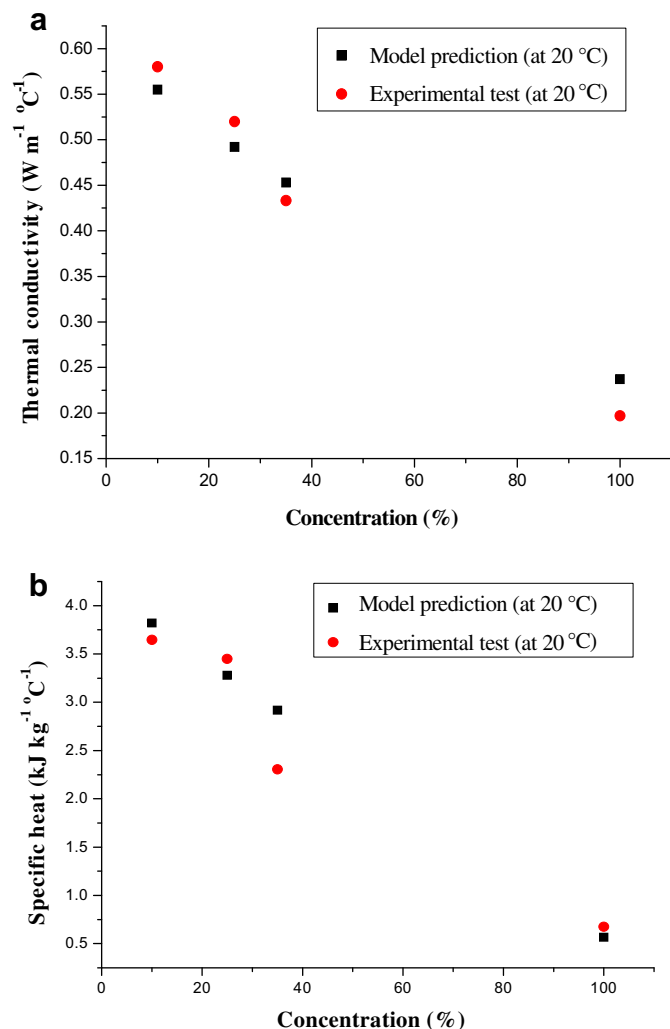 a
0.60
0.55
0.50
0.45
0.40
0.35
0.30
0.25
0.20
0.15
Thermal conductivity (W m⁻¹ ºC⁻¹)
Model prediction (at 20 °C)
Experimental test (at 20 °C)
0 20 40 60 80 100
Concentration (%)
b
4.0
3.5
3.0
2.5
2.0
1.5
1.0
0.5
Specific heat (kJ kg⁻¹ ºC⁻¹)
Model prediction (at 20 °C)
Experimental test (at 20 °C)
0 20 40 60 80 100
Concentration (%)